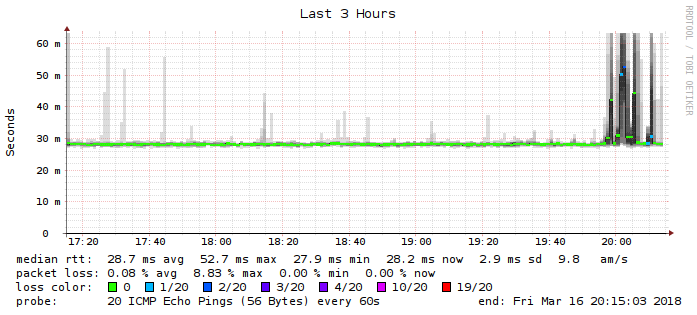 Last 3 Hours
RRDTOOL / TOBI OETIKER
Seconds
60 m
50 m
40 m
30 m
20 m
10 m
0
17:20 17:40 18:00 18:20 18:40 19:00 19:20 19:40 20:00
median rtt: 28.7 ms avg 52.7 ms max 27.9 ms min 28.2 ms now 2.9 ms sd 9.8 am/s
packet loss: 0.08 % avg 8.83 % max 0.00 % min 0.00 % now
loss color: 0 1/20 2/20 3/20 4/20 10/20 19/20
probe: 20 ICMP Echo Pings (56 Bytes) every 60s end: Fri Mar 16 20:15:03 2018